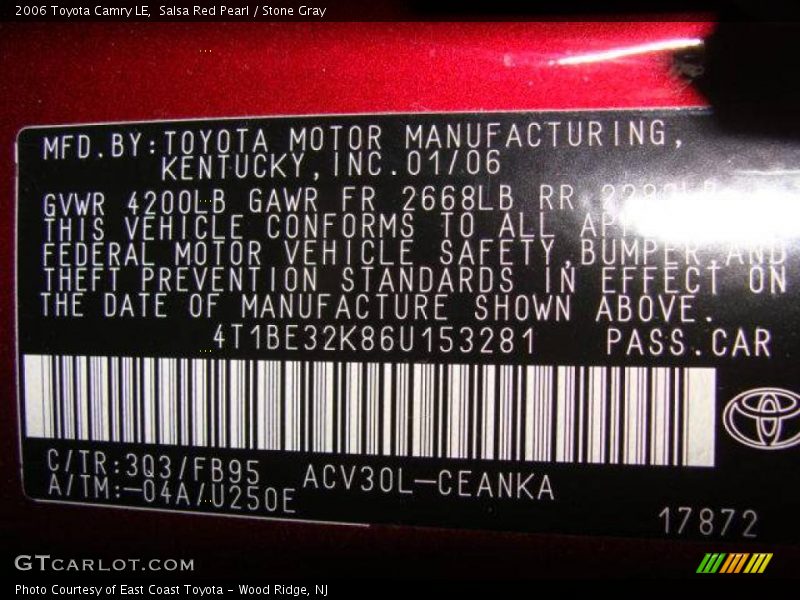 2006 Toyota Camry LE, Salsa Red Pearl / Stone Gray
MFD.BY:TOYOTA MOTOR MANUFACTURING,
KENTUCKY,INC.01/06
GVWR 4200LB GAWR FR 2668LB RR
THIS VEHICLE CONFORMS TO ALL
FEDERAL MOTOR VEHICLE SAFETY,BUMPER,AND
THEFT PREVENTION STANDARDS IN EFFECT ON
THE DATE OF MANUFACTURE SHOWN ABOVE.
4T1BE32K86U153281 PASS.CAR
C/TR:3Q3/FB95 ACV30L-CEANKA
A/TM:-04A/U250E
17872
GTCARLOT.COM
Photo Courtesy of East Coast Toyota - Wood Ridge, NJ